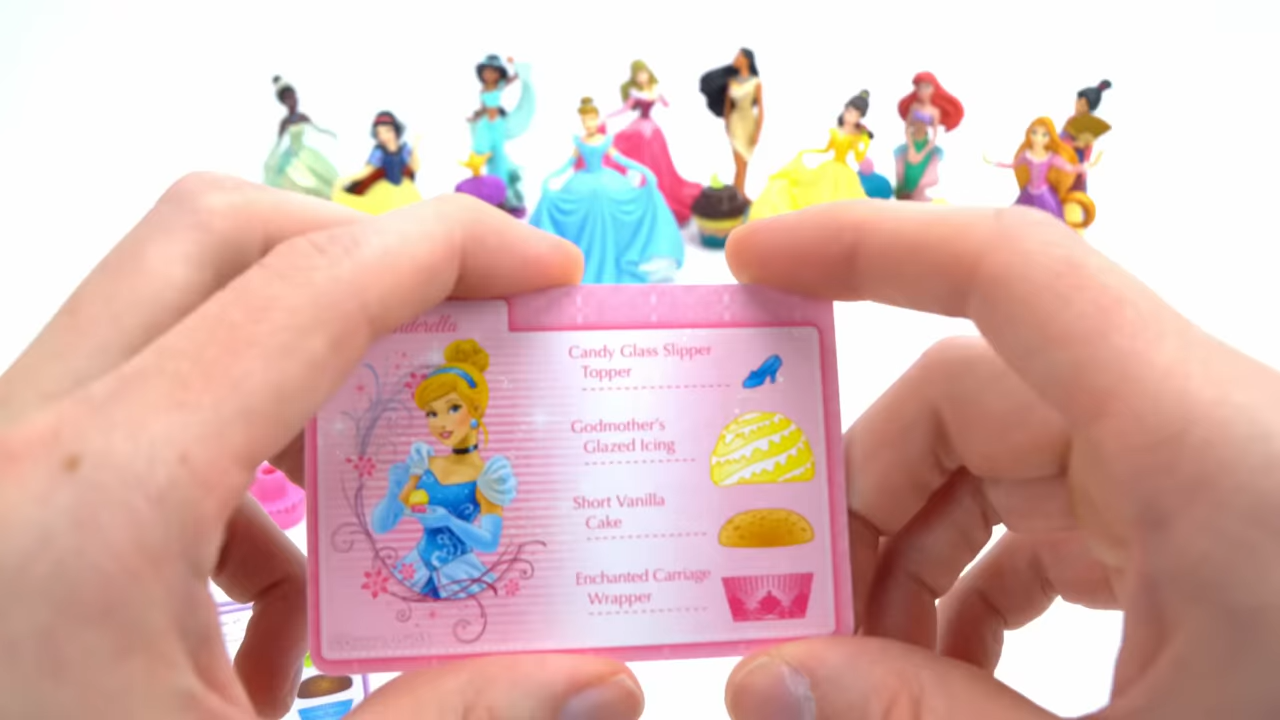 Candy Glass Slipper
Topper
Godmother's
Glazed Icing
Short Vanilla
Cake
Enchanted Carriage
Wrapper